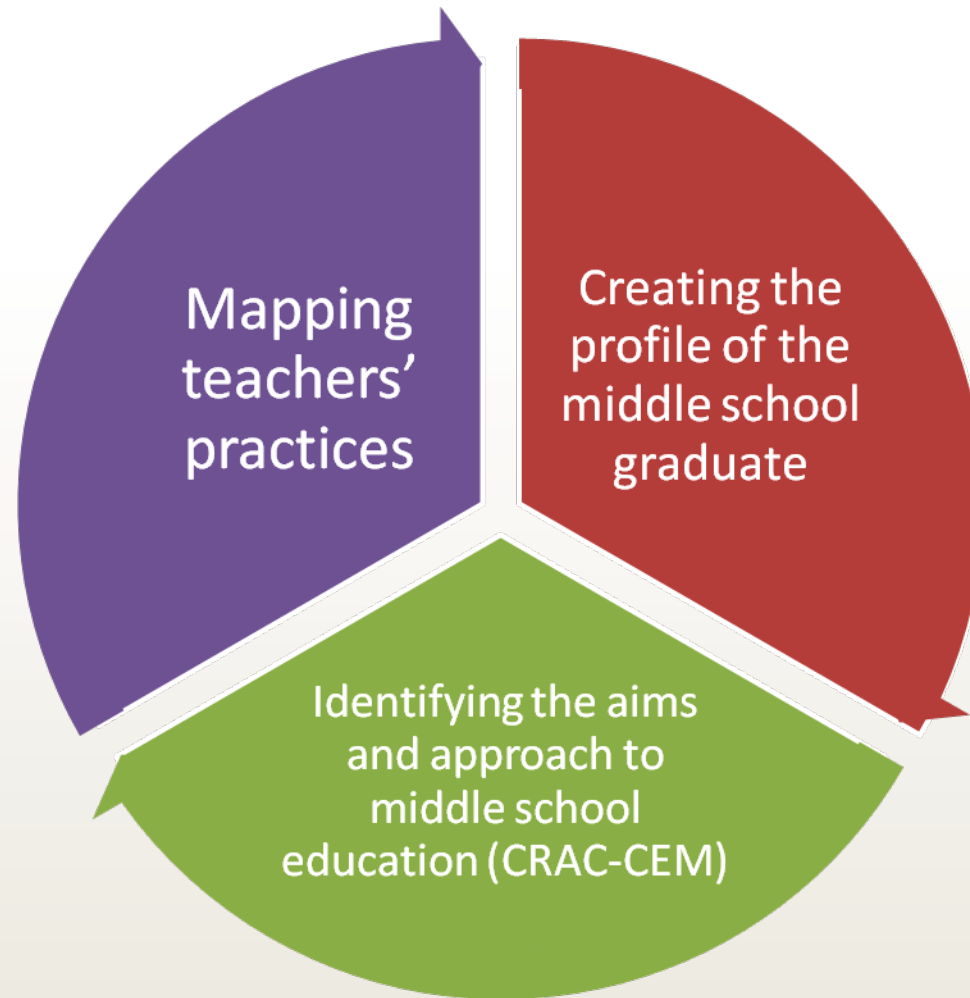 Mapping
teachers’
practices
Creating the
profile of the
middle school
graduate
Identifying the aims
and approach to
middle school
education (CRAC-CEM)